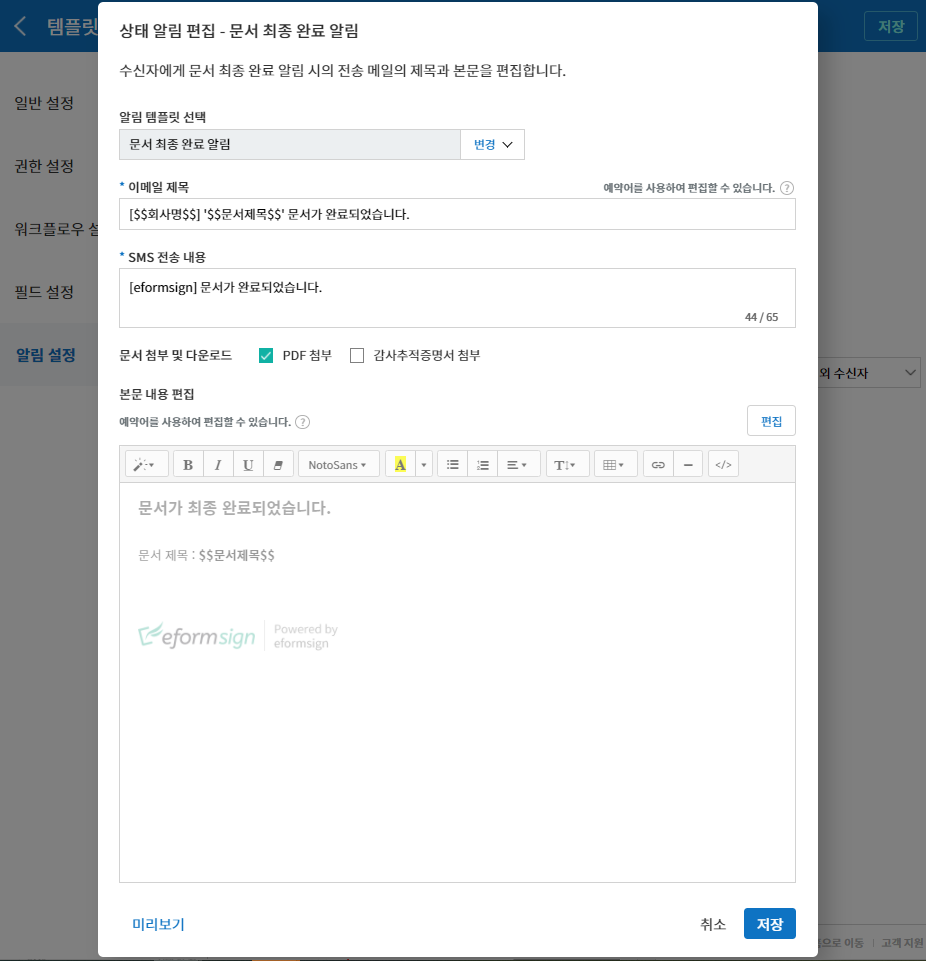 템플릿
저장
일반 설정
권한 설정
워크플로우 설
필드 설정
알림 설정
상태 알림 편집 - 문서 최종 완료 알림
수신자에게 문서 최종 완료 알림 시의 전송 메일의 제목과 본문을 편집합니다.
알림 템플릿 선택
문서 최종 완료 알림 변경
* 이메일 제목 예약어를 사용하여 편집할 수 있습니다. ?
[$$회사명$$] '$$문서제목$$' 문서가 완료되었습니다.
* SMS 전송 내용
[eformsign] 문서가 완료되었습니다.
44 / 65
문서 첨부 및 다운로드 PDF 첨부 감사추적증명서 첨부
외 수신자
본문 내용 편집
예약어를 사용하여 편집할 수 있습니다. ?
편집
B I U NotoSans A T </>
문서가 최종 완료되었습니다.
문서 제목 : $$문서제목$$
eformsign Powered by
eformsign
미리보기 취소 저장
으로 이동 | 고객 지원